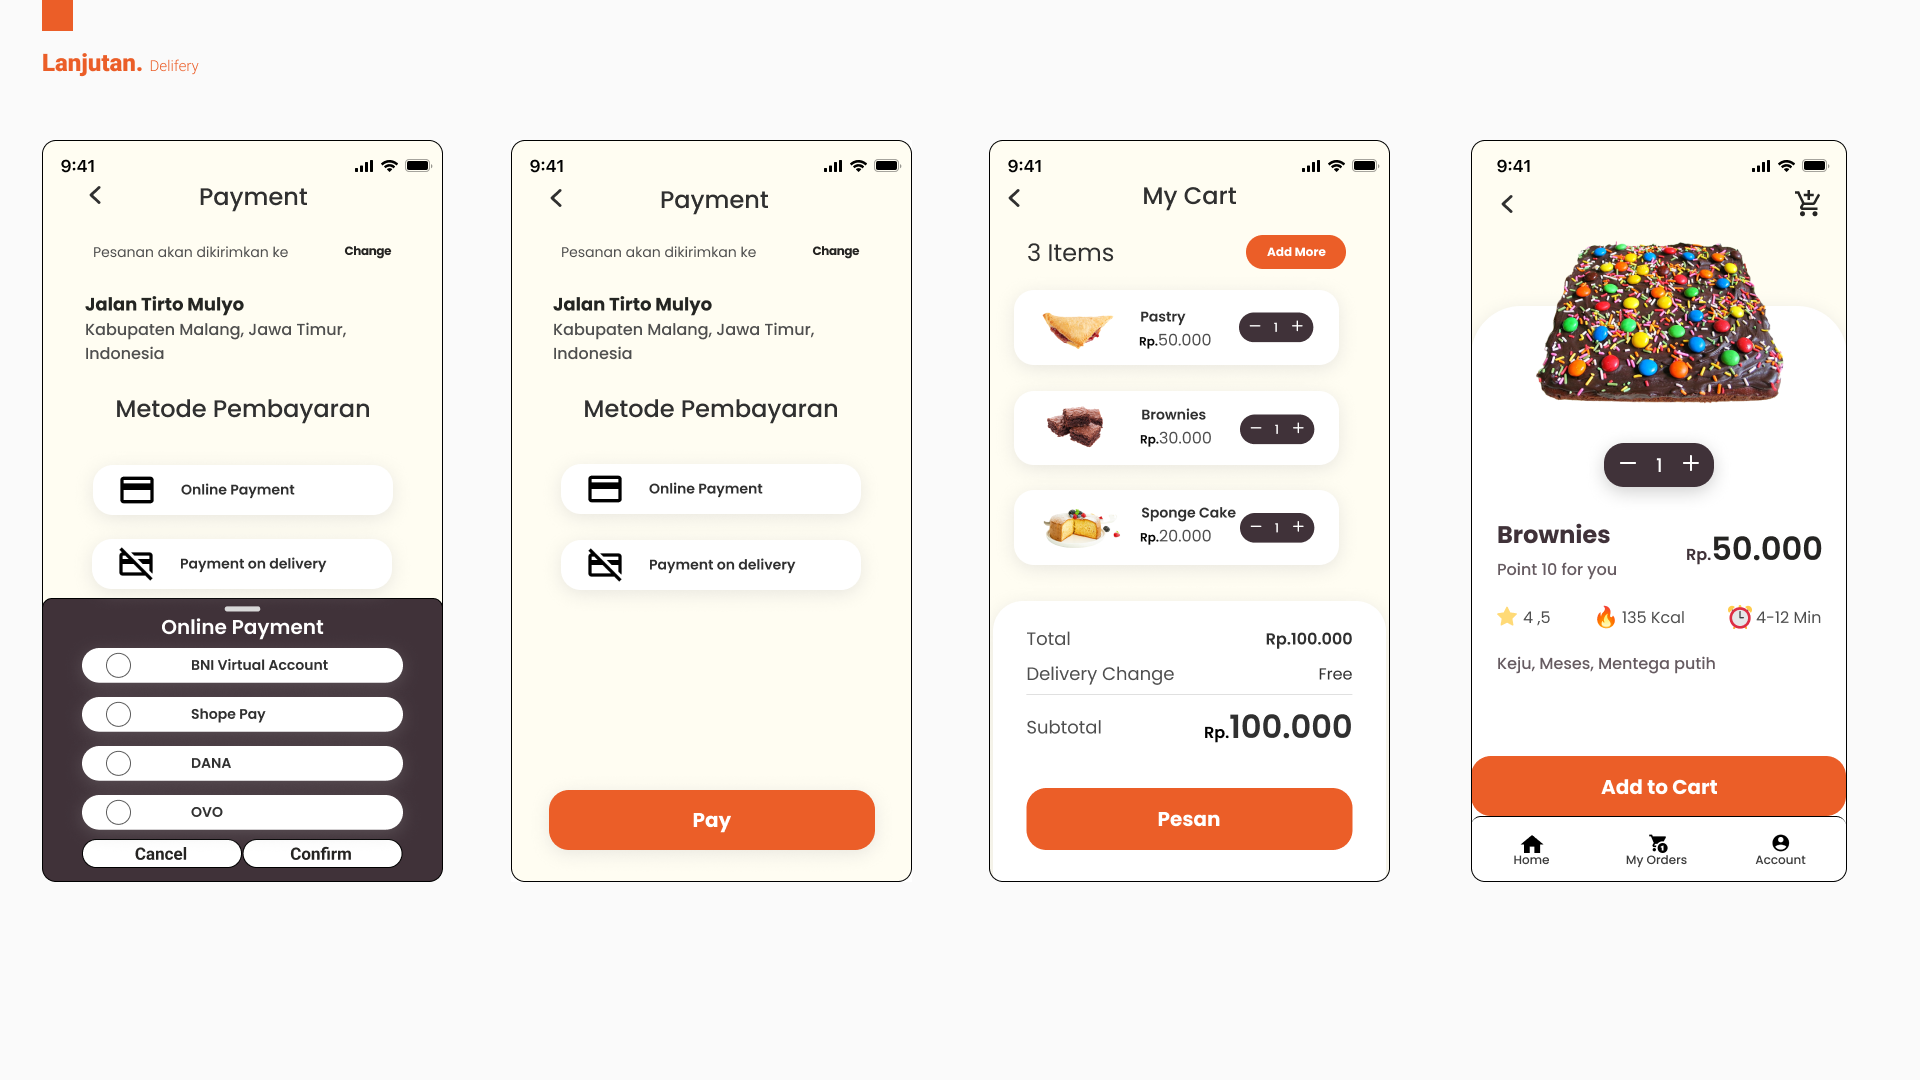 Lanjutan. Delifery
9:41
Payment
Pesanan akan dikirimkan ke Change
Jalan Tirto Mulyo
Kabupaten Malang, Jawa Timur,
Indonesia
Metode Pembayaran
Online Payment
Payment on delivery
Online Payment
BNI Virtual Account
Shope Pay
DANA
OVO
Cancel Confirm
9:41
Payment
Pesanan akan dikirimkan ke Change
Jalan Tirto Mulyo
Kabupaten Malang, Jawa Timur,
Indonesia
Metode Pembayaran
Online Payment
Payment on delivery
Pay
9:41
My Cart
3 Items Add More
Pastry
Rp.50.000
− 1 +
Brownies
Rp.30.000
− 1 +
Sponge Cake
Rp.20.000
− 1 +
Total Rp.100.000
Delivery Change Free
Subtotal Rp.100.000
Pesan
9:41
− 1 +
Brownies
Rp.50.000
Point 10 for you
4 ,5 135 Kcal 4-12 Min
Keju, Meses, Mentega putih
Add to Cart
Home My Orders Account